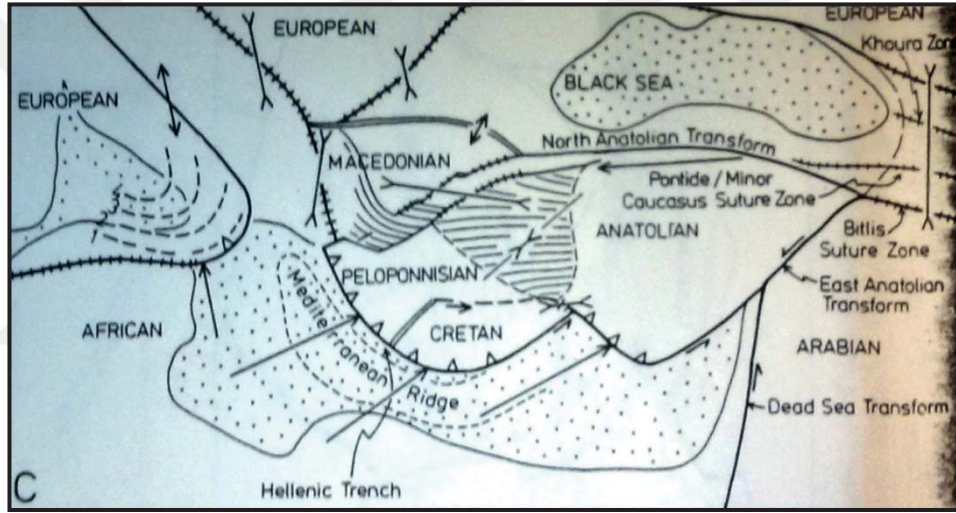 EUROPEAN
EUROPEAN
Khoura Zon
EUROPEAN
BLACK SEA
North Anatolian Transform
MACEDONIAN
Pontide / Minor
Caucasus Suture Zone
ANATOLIAN
Bitlis
Suture Zone
PELOPONNISIAN
East Anatolian
Transform
Mediterranean Ridge
AFRICAN
CRETAN
ARABIAN
Dead Sea Transform
C
Hellenic Trench